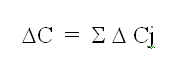 ΔC = Σ Δ Cj